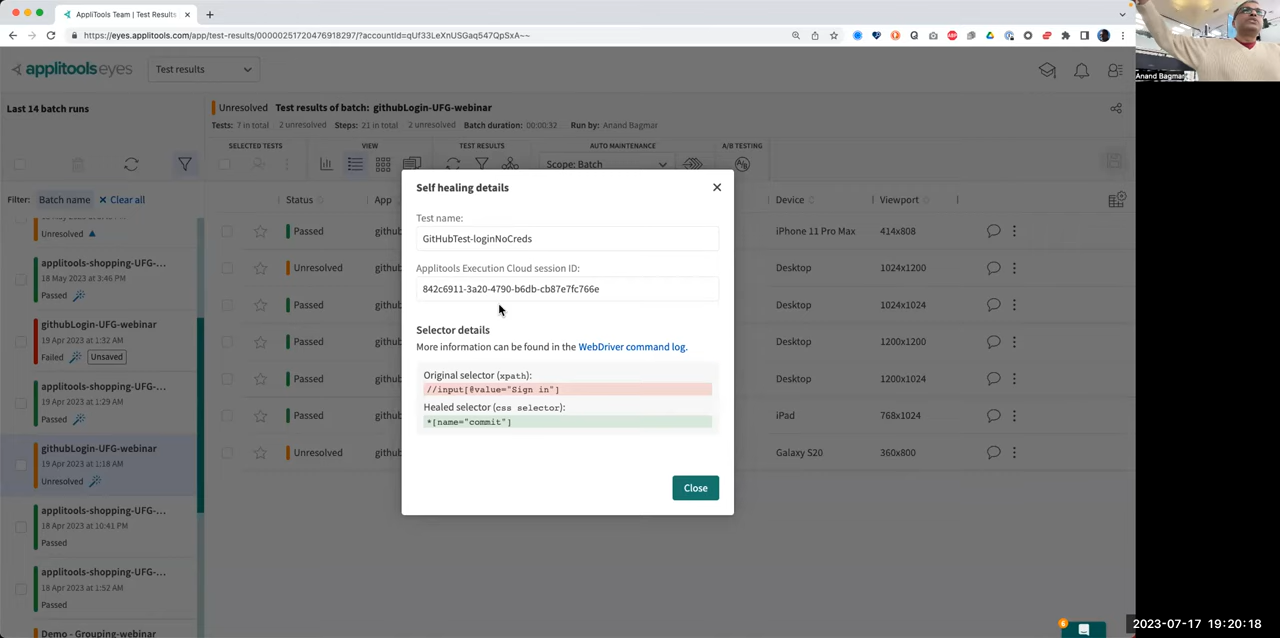 AppliTools Team | Test Results
https://eyes.applitools.com/app/test-results/00000251720476918297/?accountId=qUf33LeXnUSGaq547QpSxA~~
Anand Bagmar
applitools eyes
Test results
Last 14 batch runs
Unresolved Test results of batch: githubLogin-UFG-webinar
Tests: 7 in total 2 unresolved Steps: 21 in total 2 unresolved Batch duration: 00:00:32 Run by: Anand Bagmar
SELECTED TESTS VIEW TEST RESULTS AUTO MAINTENANCE A/B TESTING
Scope: Batch
Filter: Batch name Clear all
Unresolved
applitools-shopping-UFG-...
18 May 2023 at 3:46 PM
Passed
githubLogin-UFG-webinar
19 Apr 2023 at 1:32 AM
Failed Unsaved
applitools-shopping-UFG-...
19 Apr 2023 at 1:29 AM
Passed
githubLogin-UFG-webinar
19 Apr 2023 at 1:18 AM
Unresolved
applitools-shopping-UFG-...
18 Apr 2023 at 10:41 PM
Passed
applitools-shopping-UFG-...
18 Apr 2023 at 1:52 AM
Passed
Demo - Grouping-webinar
Status App Device Viewport
Passed github iPhone 11 Pro Max 414x808
Unresolved github Desktop 1024x1200
Passed github Desktop 1024x1024
Passed github Desktop 1200x1200
Passed github Desktop 1200x1024
Passed github iPad 768x1024
Unresolved github Galaxy S20 360x800
Self healing details
Test name:
GitHubTest-loginNoCreds
Applitools Execution Cloud session ID:
842c6911-3a20-4790-b6db-cb87e7fc766e
Selector details
More information can be found in the WebDriver command log.
Original selector (xpath):
//input[@value="Sign in"]
Healed selector (css selector):
*[name="commit"]
Close
6
2023-07-17 19:20:18